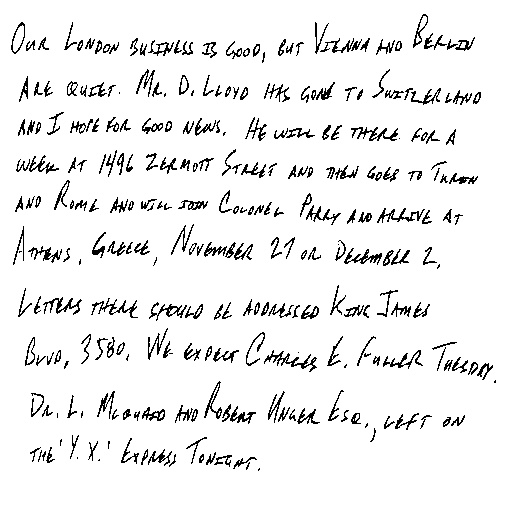 Our London business is good, but Vienna and Berlin
are quiet. Mr. D. Lloyd has gone to Switzerland
and I hope for good news. He will be there for a
week at 1496 Zermott Street and then goes to Turin
and Rome and will join Colonel Parry and arrive at
Athens, Greece, November 27 or December 2.
Letters there should be addressed King James
Blvd, 3580. We expect Charles E. Fuller Tuesday.
Dr. L. McQuaid and Robert Unger Esq., left on
the 'Y.X.' Express Tonight.